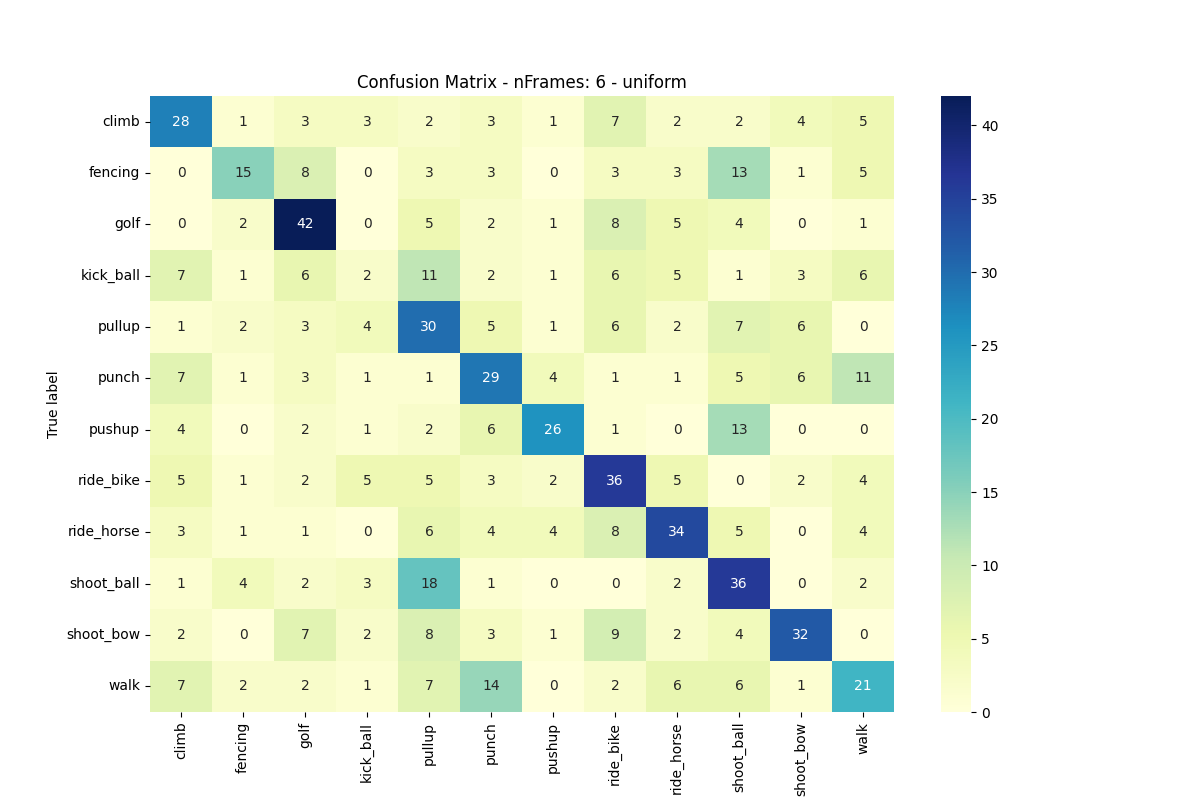 Confusion Matrix - nFrames: 6 - uniform
climb 28 1 3 3 2 3 1 7 2 2 4 5
fencing 0 15 8 0 3 3 0 3 3 13 1 5
golf 0 2 42 0 5 2 1 8 5 4 0 1
kick_ball 7 1 6 2 11 2 1 6 5 1 3 6
pullup 1 2 3 4 30 5 1 6 2 7 6 0
punch 7 1 3 1 1 29 4 1 1 5 6 11
pushup 4 0 2 1 2 6 26 1 0 13 0 0
ride_bike 5 1 2 5 5 3 2 36 5 0 2 4
ride_horse 3 1 1 0 6 4 4 8 34 5 0 4
shoot_ball 1 4 2 3 18 1 0 0 2 36 0 2
shoot_bow 2 0 7 2 8 3 1 9 2 4 32 0
walk 7 2 2 1 7 14 0 2 6 6 1 21
True label
climb fencing golf kick_ball pullup punch pushup ride_bike ride_horse shoot_ball shoot_bow walk
40
35
30
25
20
15
10
5
0